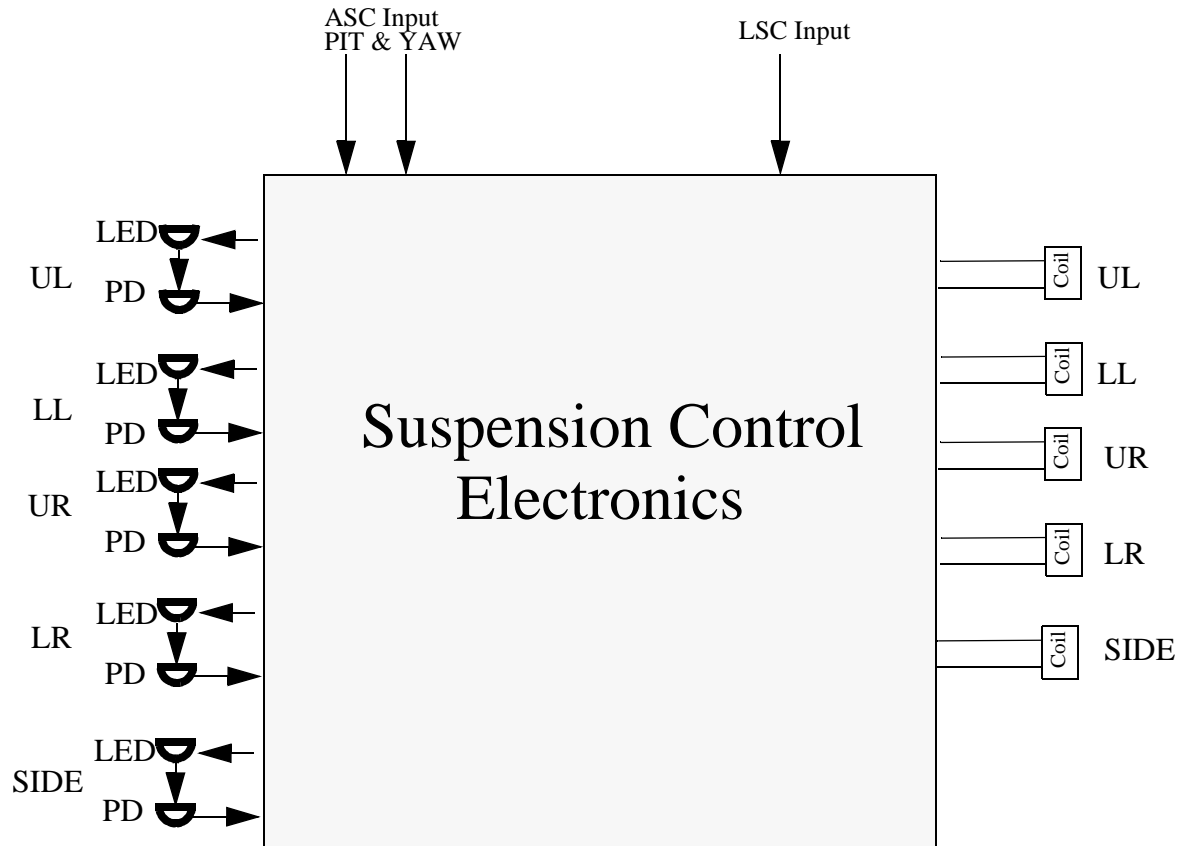 ASC Input
PIT & YAW
LSC Input
LED
UL
PD
LED
LL
PD
LED
UR
PD
LED
LR
PD
LED
SIDE
PD
Suspension Control
Electronics
Coil
UL
Coil
LL
Coil
UR
Coil
LR
Coil
SIDE